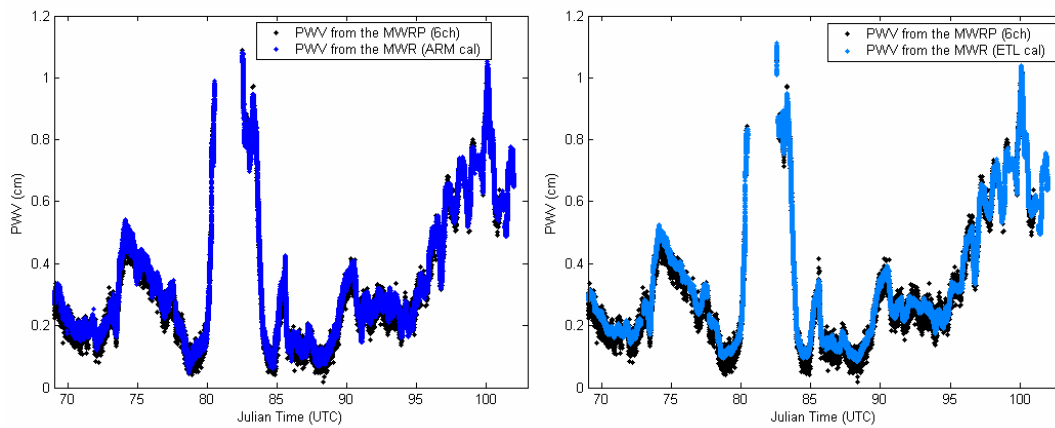 1.2
1
0.8
0.6
0.4
0.2
0
PWV (cm)
PWV from the MWRP (6ch)
PWV from the MWR (ARM cal)
70 75 80 85 90 95 100
Julian Time (UTC)
1.2
1
0.8
0.6
0.4
0.2
0
PWV (cm)
PWV from the MWRP (6ch)
PWV from the MWR (ETL cal)
70 75 80 85 90 95 100
Julian Time (UTC)